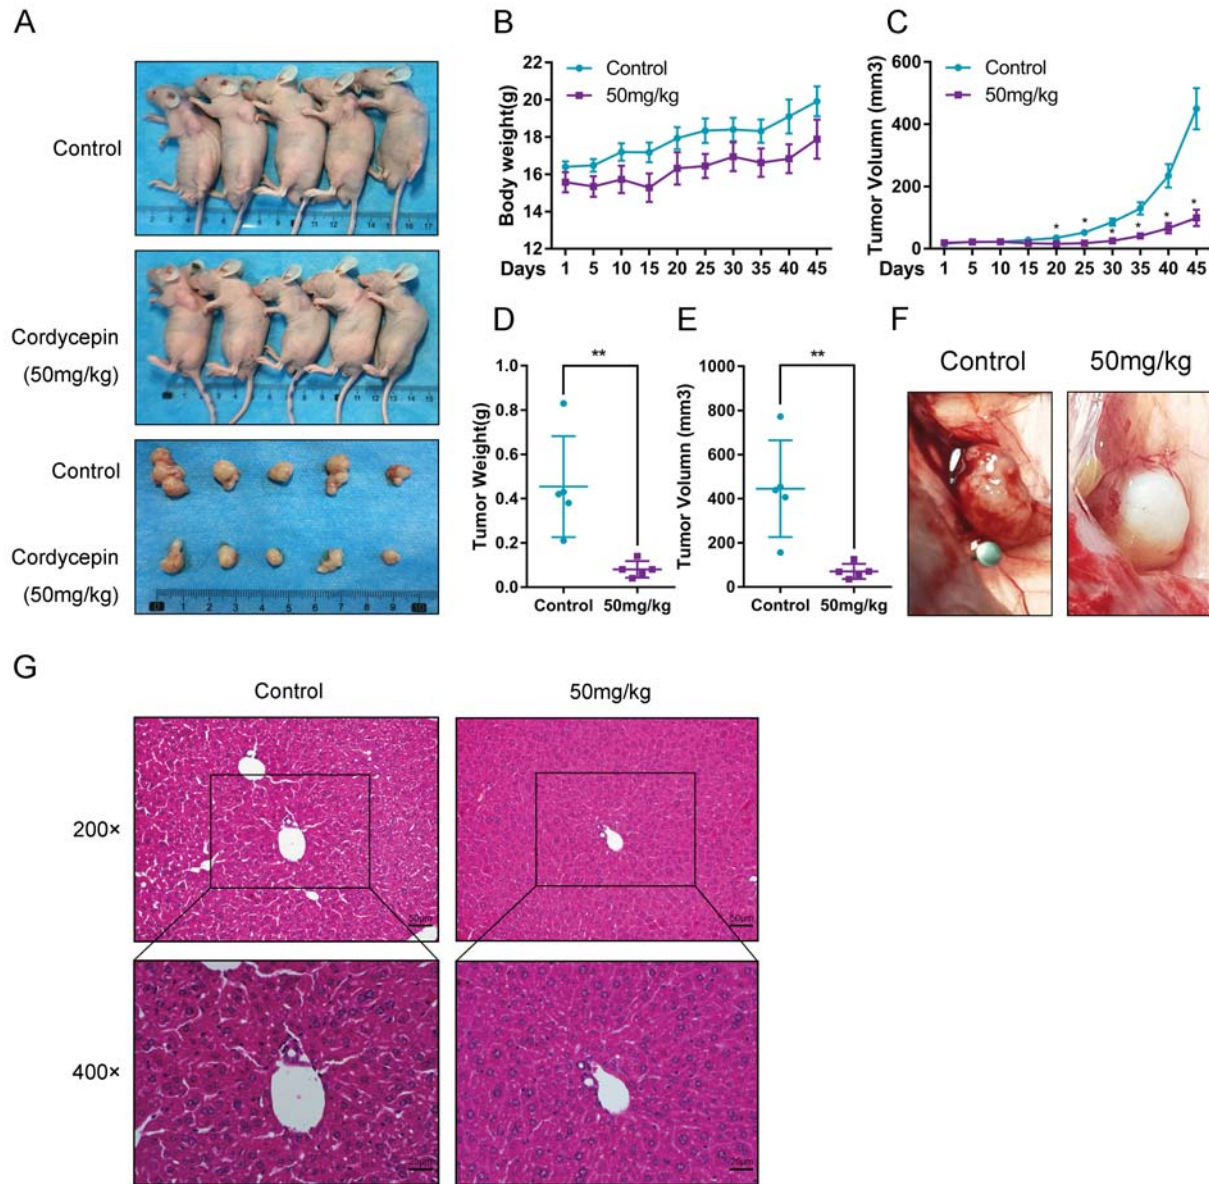 A
Control
Cordycepin
(50mg/kg)
Control
Cordycepin
(50mg/kg)
B
Control
50mg/kg
Body weight(g)
22
20
18
16
14
12
Days 1 5 10 15 20 25 30 35 40 45
C
Control
50mg/kg
Tumor Volumn (mm3)
600
400
200
0
* * * * * *
Days 1 5 10 15 20 25 30 35 40 45
D
**
Tumor Weight(g)
1.0
0.8
0.6
0.4
0.2
0.0
Control 50mg/kg
E
**
Tumor Volumn (mm3)
1000
800
600
400
200
0
Control 50mg/kg
F
Control 50mg/kg
G
Control 50mg/kg
200×
50μm 50μm
400×